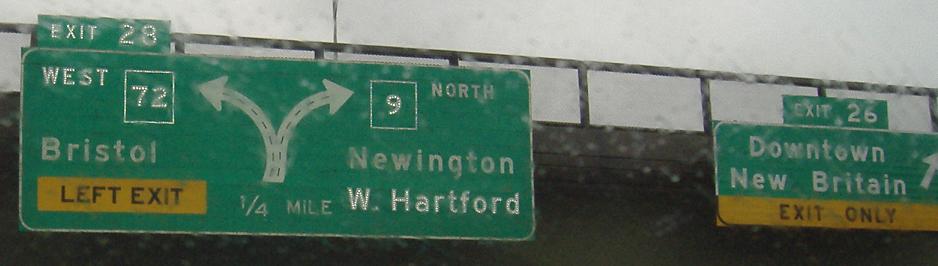 EXIT 28
WEST 72
9 NORTH
Bristol
Newington
LEFT EXIT
1/4 MILE
W. Hartford
EXIT 26
Downtown
New Britain
EXIT ONLY